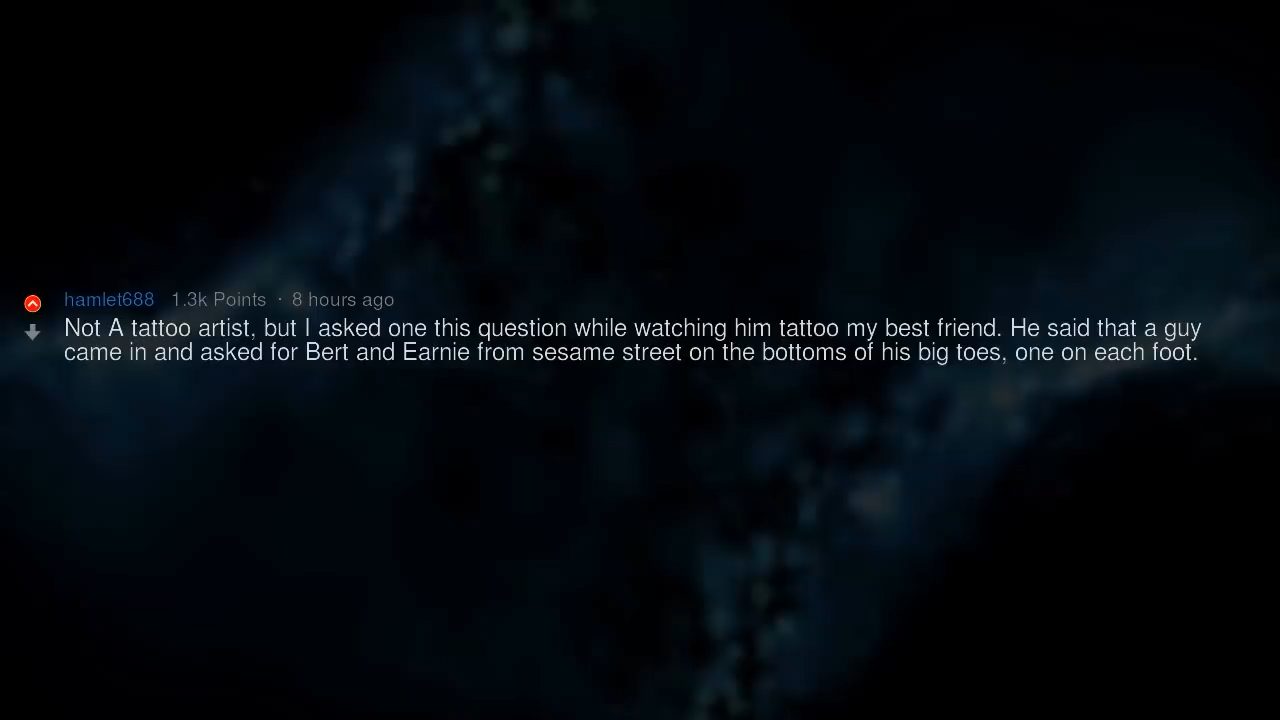 hamlet688 1.3k Points · 8 hours ago
Not A tattoo artist, but I asked one this question while watching him tattoo my best friend. He said that a guy
came in and asked for Bert and Earnie from sesame street on the bottoms of his big toes, one on each foot.